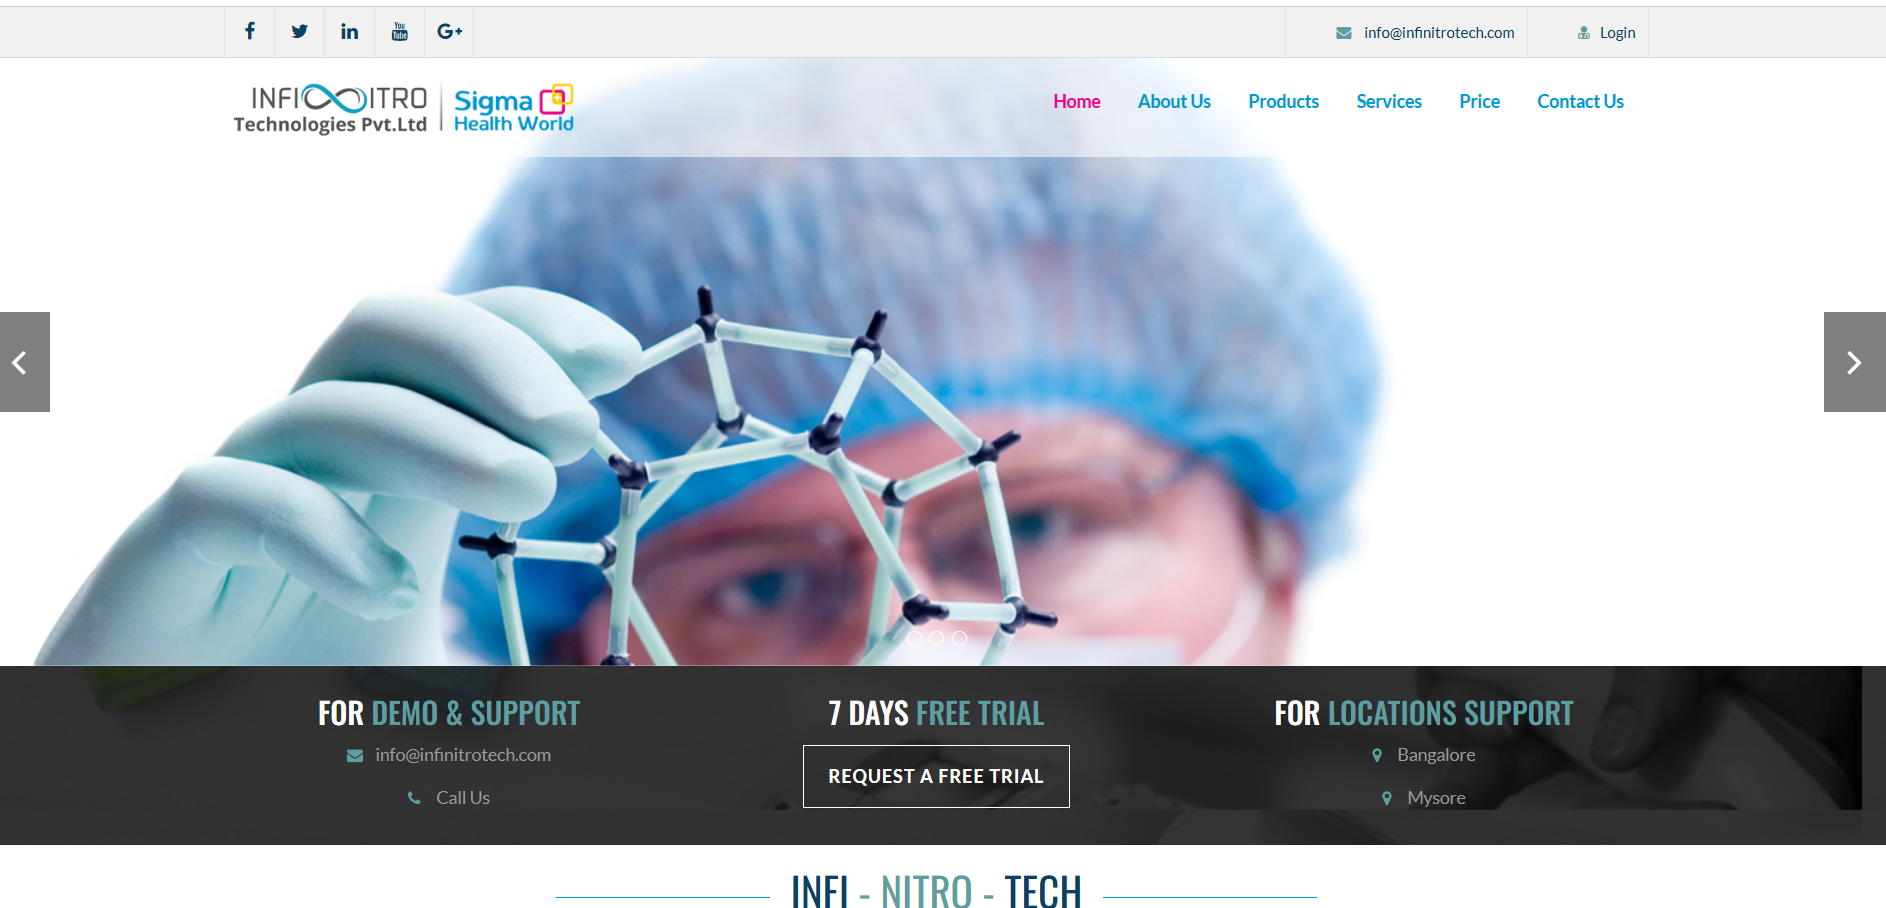 You
Tube
G+
info@infinitrotech.com
Login
INFINITRO
Technologies Pvt.Ltd
Sigma
Health World
Home
About Us
Products
Services
Price
Contact Us
FOR DEMO & SUPPORT
info@infinitrotech.com
Call Us
7 DAYS FREE TRIAL
REQUEST A FREE TRIAL
FOR LOCATIONS SUPPORT
Bangalore
Mysore
INFI - NITRO - TECH